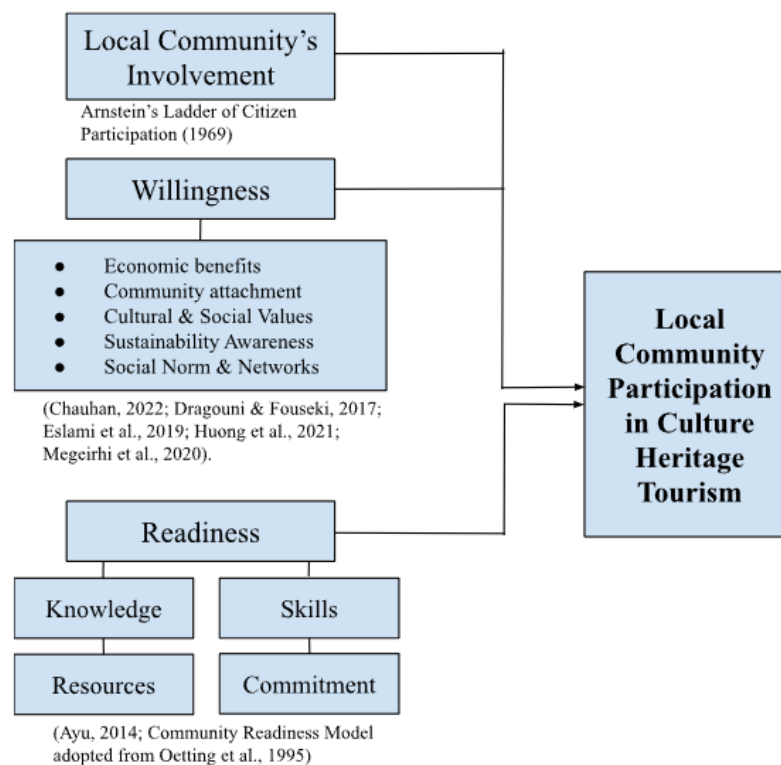 Local Community's
Involvement
Arnstein's Ladder of Citizen
Participation (1969)
Willingness
● Economic benefits
● Community attachment
● Cultural & Social Values
● Sustainability Awareness
● Social Norm & Networks
(Chauhan, 2022; Dragouni & Fouseki, 2017;
Eslami et al., 2019; Huong et al., 2021;
Megeirhi et al., 2020).
Readiness
Knowledge
Skills
Resources
Commitment
(Ayu, 2014; Community Readiness Model
adopted from Oetting et al., 1995)
Local
Community
Participation
in Culture
Heritage
Tourism